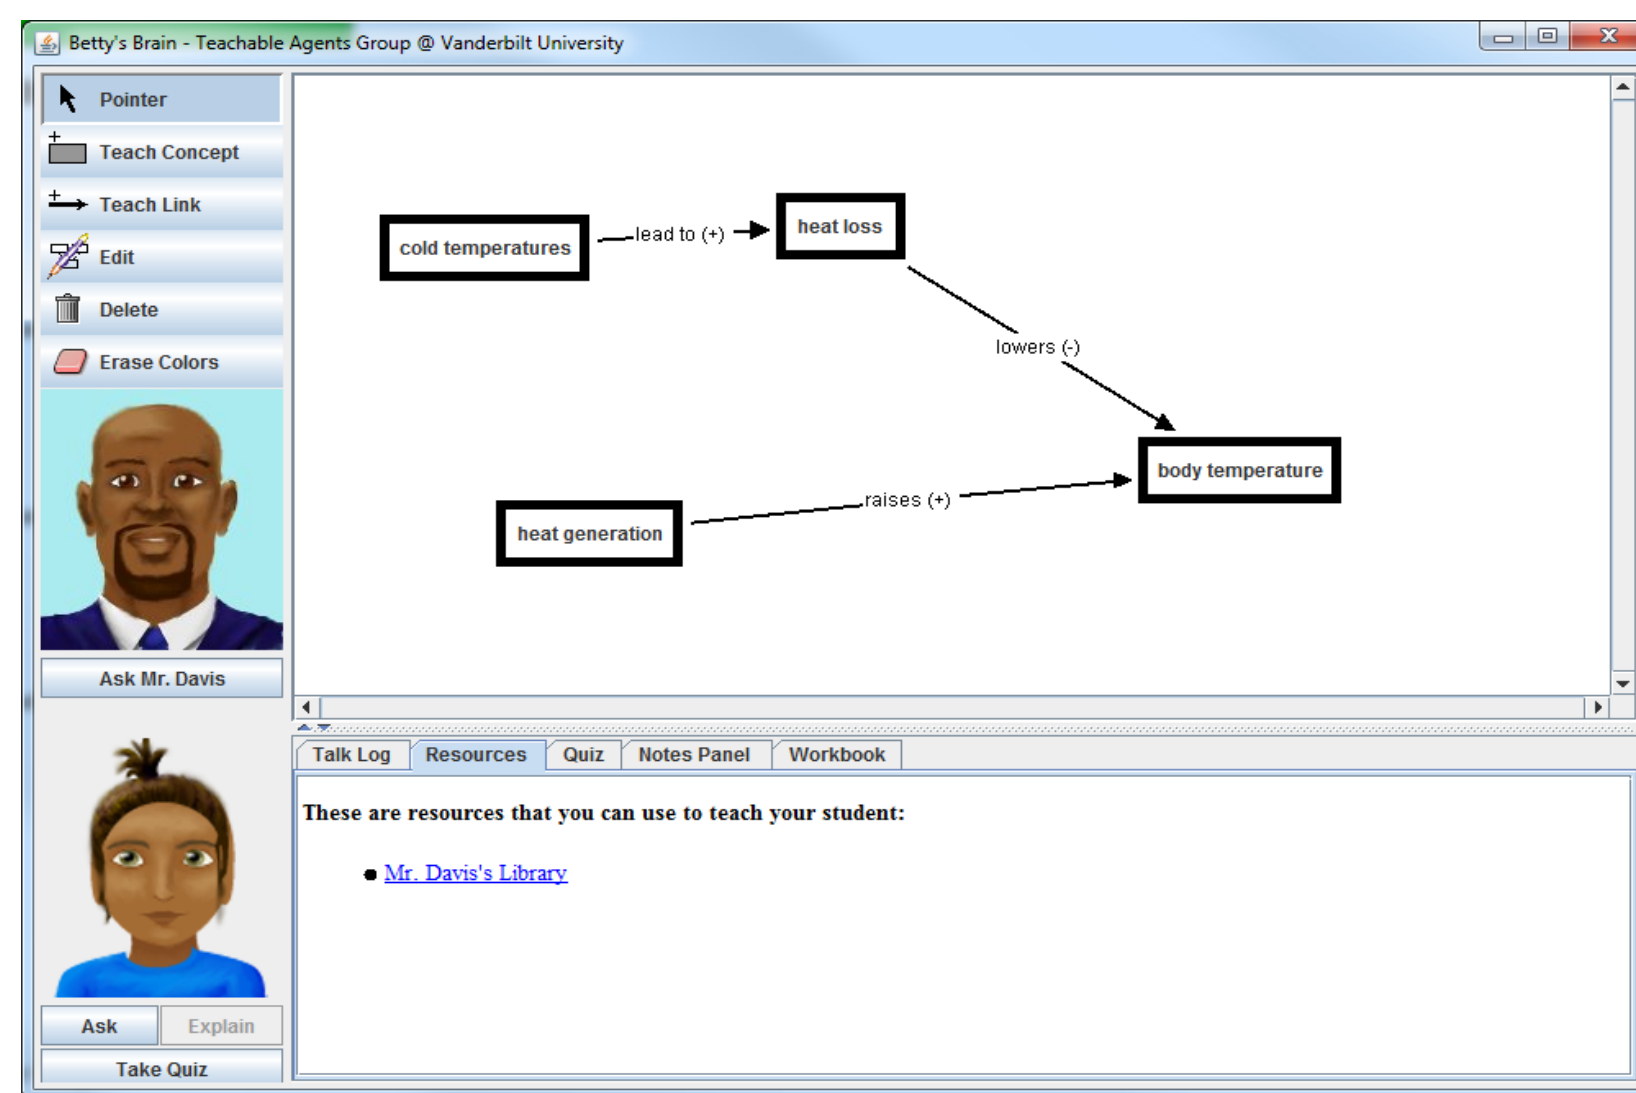 Betty's Brain - Teachable Agents Group @ Vanderbilt University
Pointer
Teach Concept
Teach Link
Edit
Delete
Erase Colors
Ask Mr. Davis
Ask
Explain
Take Quiz
cold temperatures
lead to (+)
heat loss
lowers (-)
body temperature
raises (+)
heat generation
Talk Log
Resources
Quiz
Notes Panel
Workbook
These are resources that you can use to teach your student:
Mr. Davis's Library